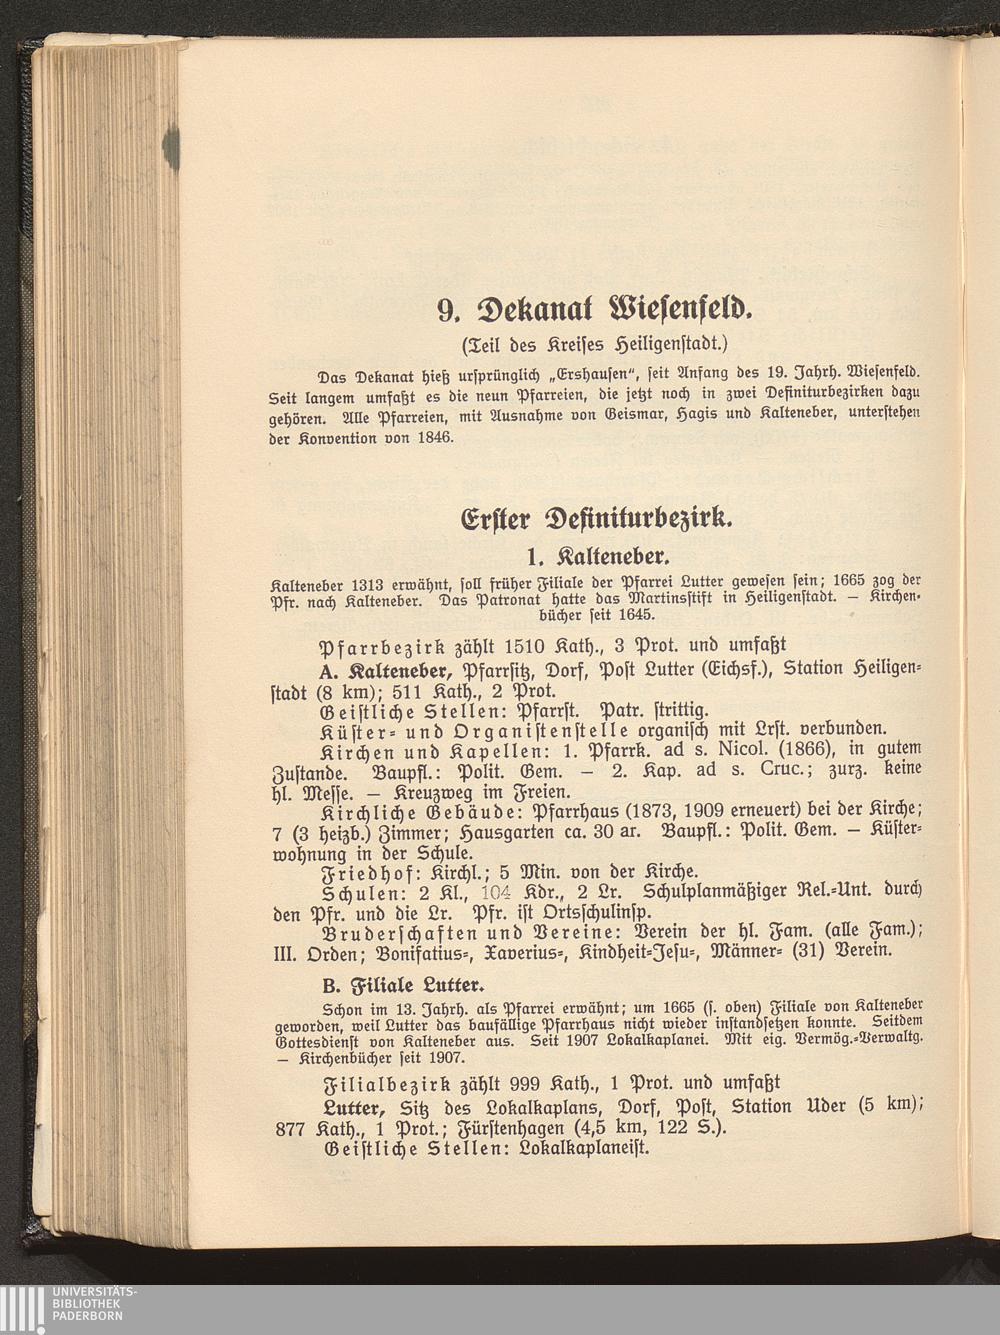 9. Dekanat Wiesenfeld.
(Teil des Kreises Heiligenstadt.)
Das Dekanat hieß ursprünglich „Ershausen“, seit Anfang des 19. Jahrh. Wiesenfeld.
Seit langem umfaßt es die neun Pfarreien, die jetzt noch in zwei Definiturbezirken dazu
gehören. Alle Pfarreien, mit Ausnahme von Geismar, Hagis und Kalteneber, unterstehen
der Konvention von 1846.
Erster Definiturbezirk.
1. Kalteneber.
Kalteneber 1313 erwähnt, soll früher Filiale der Pfarrei Lutter gewesen sein; 1665 zog der
Pfr. nach Kalteneber. Das Patronat hatte das Martinsstift in Heiligenstadt. — Kirchen-
bücher seit 1645.
Pfarrbezirk zählt 1510 Kath., 3 Prot. und umfaßt
A. Kalteneber, Pfarrsitz, Dorf, Post Lutter (Eichsf.), Station Heiligen-
stadt (8 km); 511 Kath., 2 Prot.
Geistliche Stellen: Pfarrst. Patr. strittig.
Küster- und Organistenstelle organisch mit Lrst. verbunden.
Kirchen und Kapellen: 1. Pfarrk. ad s. Nicol. (1866), in gutem
Zustande. Baupfl.: Polit. Gem. — 2. Kap. ad s. Cruc.; zurz. keine
hl. Messe. — Kreuzweg im Freien.
Kirchliche Gebäude: Pfarrhaus (1873, 1909 erneuert) bei der Kirche;
7 (3 heizb.) Zimmer; Hausgarten ca. 30 ar. Baupfl.: Polit. Gem. — Küster-
wohnung in der Schule.
Friedhof: Kirchl.; 5 Min. von der Kirche.
Schulen: 2 Kl., 104 Kdr., 2 Lr. Schulplanmäßiger Rel.-Unt. durch
den Pfr. und die Lr. Pfr. ist Ortsschulinsp.
Bruderschaften und Vereine: Verein der hl. Fam. (alle Fam.);
III. Orden; Bonifatius-, Xaverius-, Kindheit-Jesu-, Männer- (31) Verein.
B. Filiale Lutter.
Schon im 13. Jahrh. als Pfarrei erwähnt; um 1665 (s. oben) Filiale von Kalteneber
geworden, weil Lutter das baufällige Pfarrhaus nicht wieder instandsetzen konnte. Seitdem
Gottesdienst von Kalteneber aus. Seit 1907 Lokalkaplanei. Mit eig. Vermög.-Verwaltg.
— Kirchenbücher seit 1907.
Filialbezirk zählt 999 Kath., 1 Prot. und umfaßt
Lutter, Sitz des Lokalkaplans, Dorf, Post, Station Uder (5 km);
877 Kath., 1 Prot.; Fürstenhagen (4,5 km, 122 S.).
Geistliche Stellen: Lokalkaplaneist.
UNIVERSITÄTS-
BIBLIOTHEK
PADERBORN